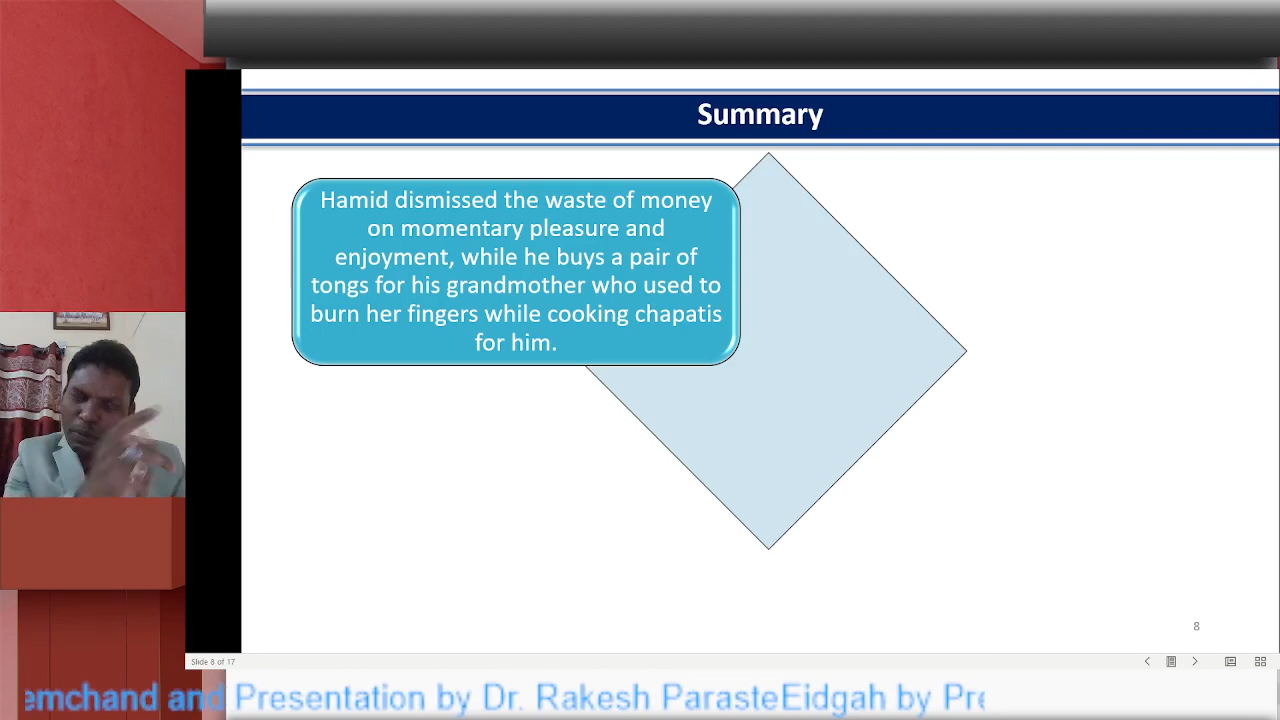 Summary
Hamid dismissed the waste of money
on momentary pleasure and
enjoyment, while he buys a pair of
tongs for his grandmother who used to
burn her fingers while cooking chapatis
for him.
8
Slide 8 of 17
emchand and Presentation by Dr. Rakesh ParasteEidgah by Pre